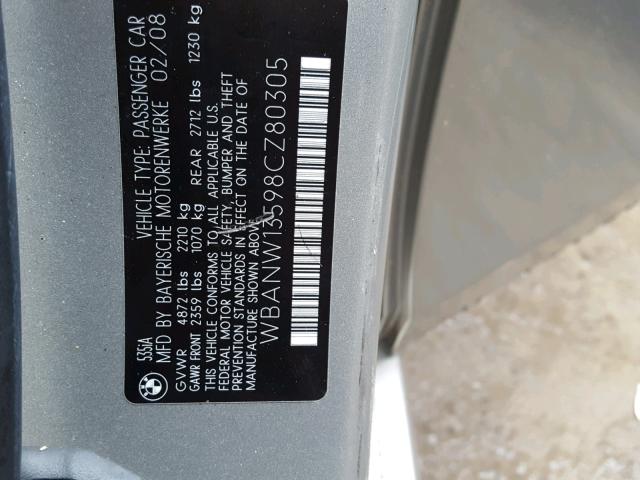 535iA VEHICLE TYPE: PASSENGER CAR
MFD BY BAYERISCHE MOTORENWERKE 02/08
GVWR 4872 lbs 2210 kg
GAWR FRONT 2359 lbs 1070 kg REAR 2712 lbs 1230 kg
THIS VEHICLE CONFORMS TO ALL APPLICABLE U.S.
FEDERAL MOTOR VEHICLE SAFETY, BUMPER AND THEFT
PREVENTION STANDARDS IN EFFECT ON THE DATE OF
MANUFACTURE SHOWN ABOVE.
WBANW13598CZ80305